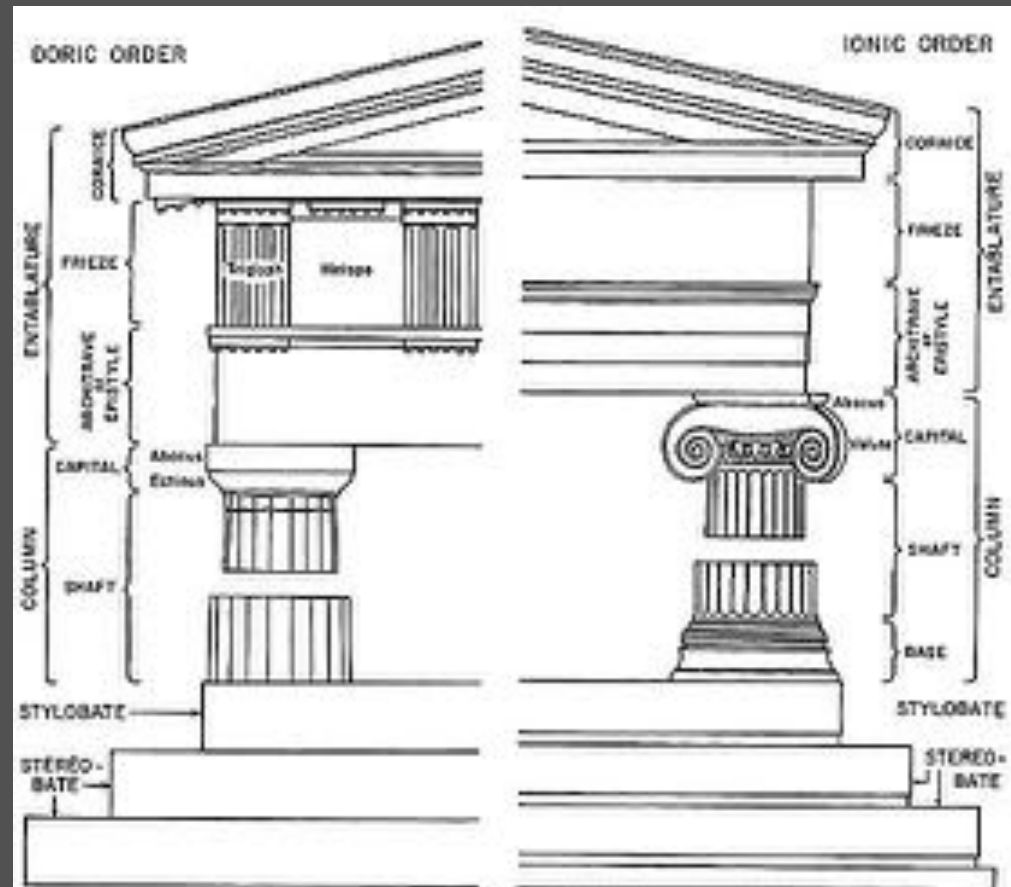 DORIC ORDER
CORNICE
FRIEZE
ENTABLATURE
Triglyph
Metope
ARCHITRAVE
OR
EPISTYLE
Abacus
CAPITAL
Echinus
COLUMN
SHAFT
STYLOBATE
STEREO-
BATE
IONIC ORDER
CORNICE
FRIEZE
ENTABLATURE
ARCHITRAVE
OR
EPISTYLE
Abacus
CAPITAL
Volute
SHAFT
COLUMN
BASE
STYLOBATE
STEREO-
BATE